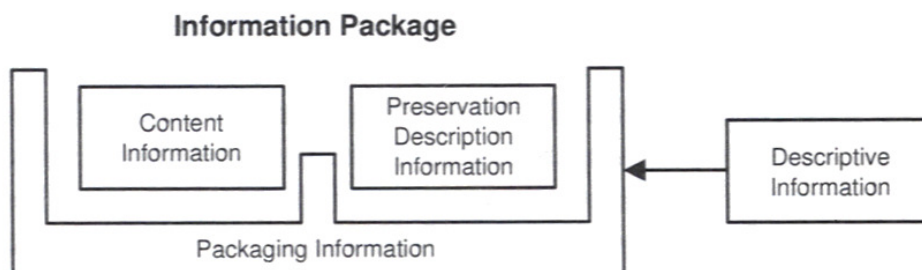 Information Package
Content
Information
Preservation
Description
Information
Descriptive
Information
Packaging Information